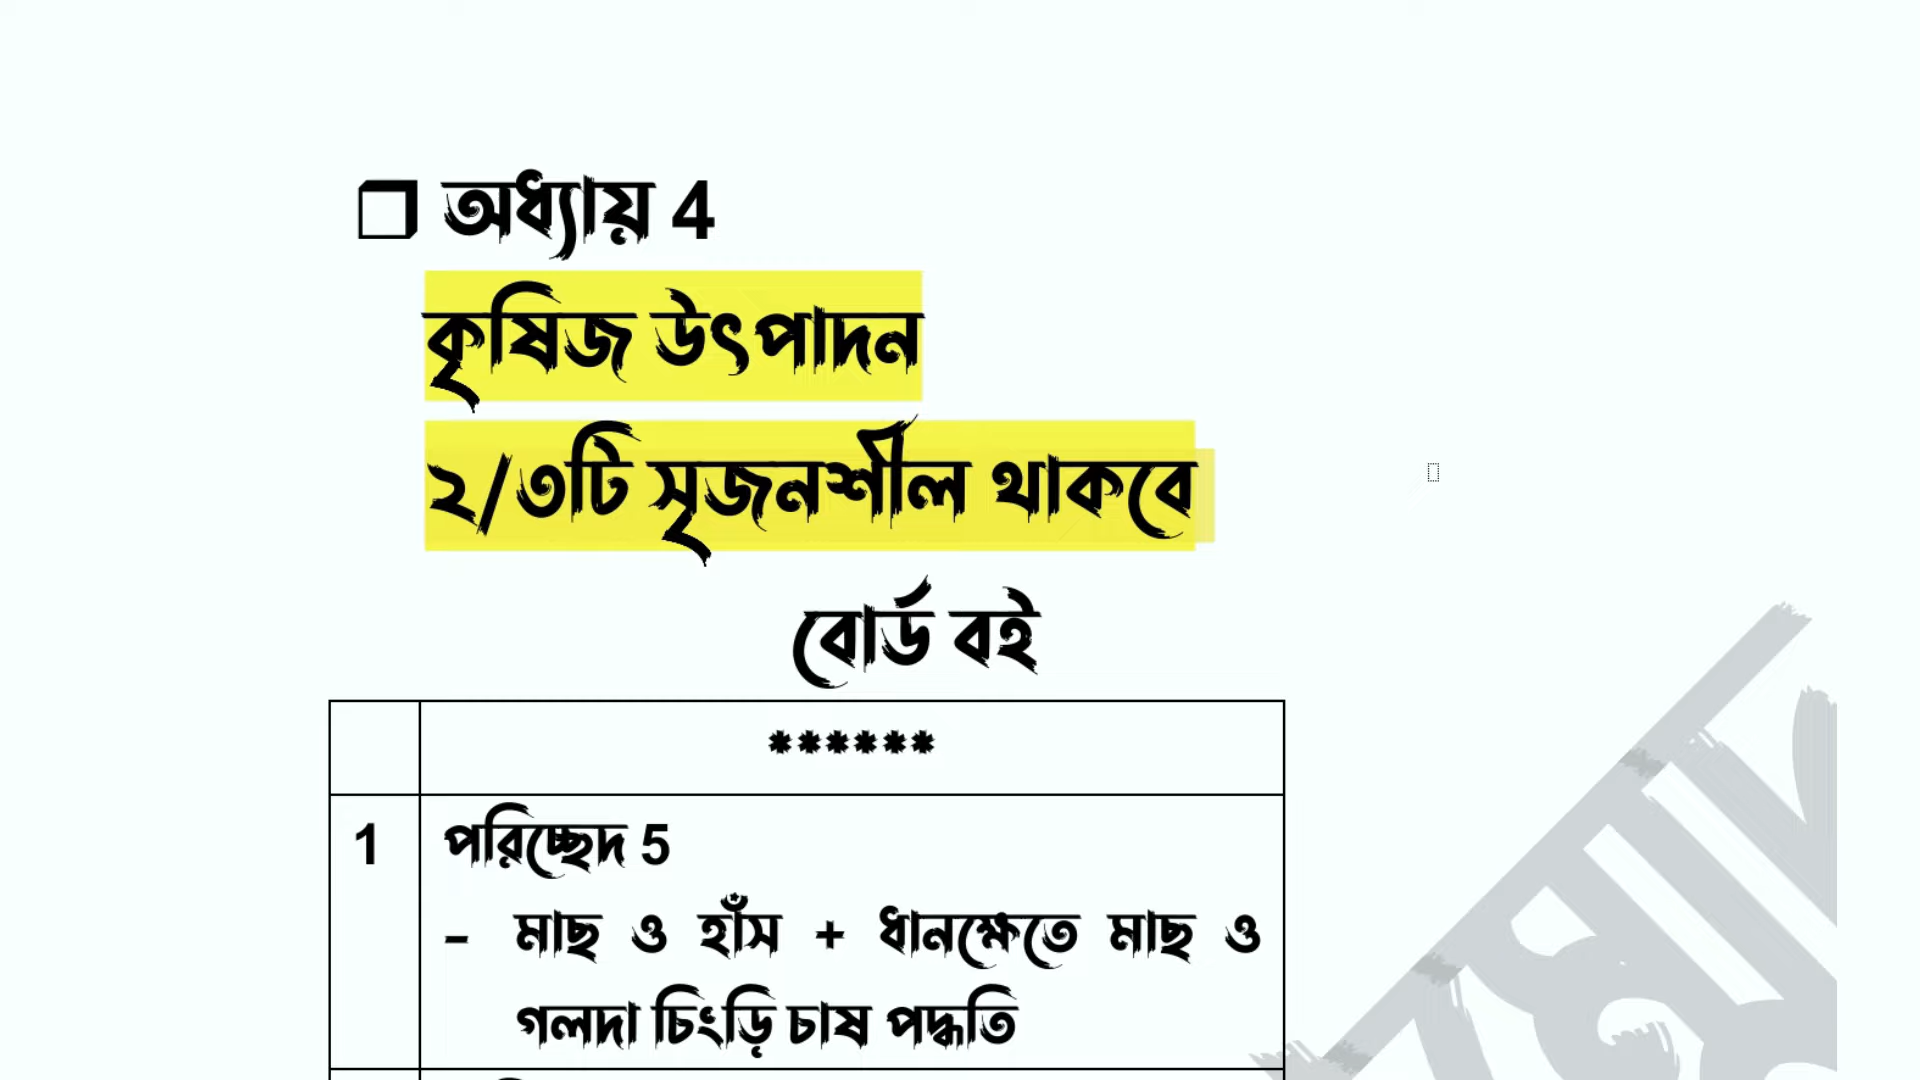 ❒ অধ্যায় 4
কৃষিজ উৎপাদন
২/৩টি সৃজনশীল থাকবে
বোর্ড বই
******
1 পরিচ্ছেদ 5
– মাছ ও হাঁস + ধানক্ষেতে মাছ ও
গলদা চিংড়ি চাষ পদ্ধতি